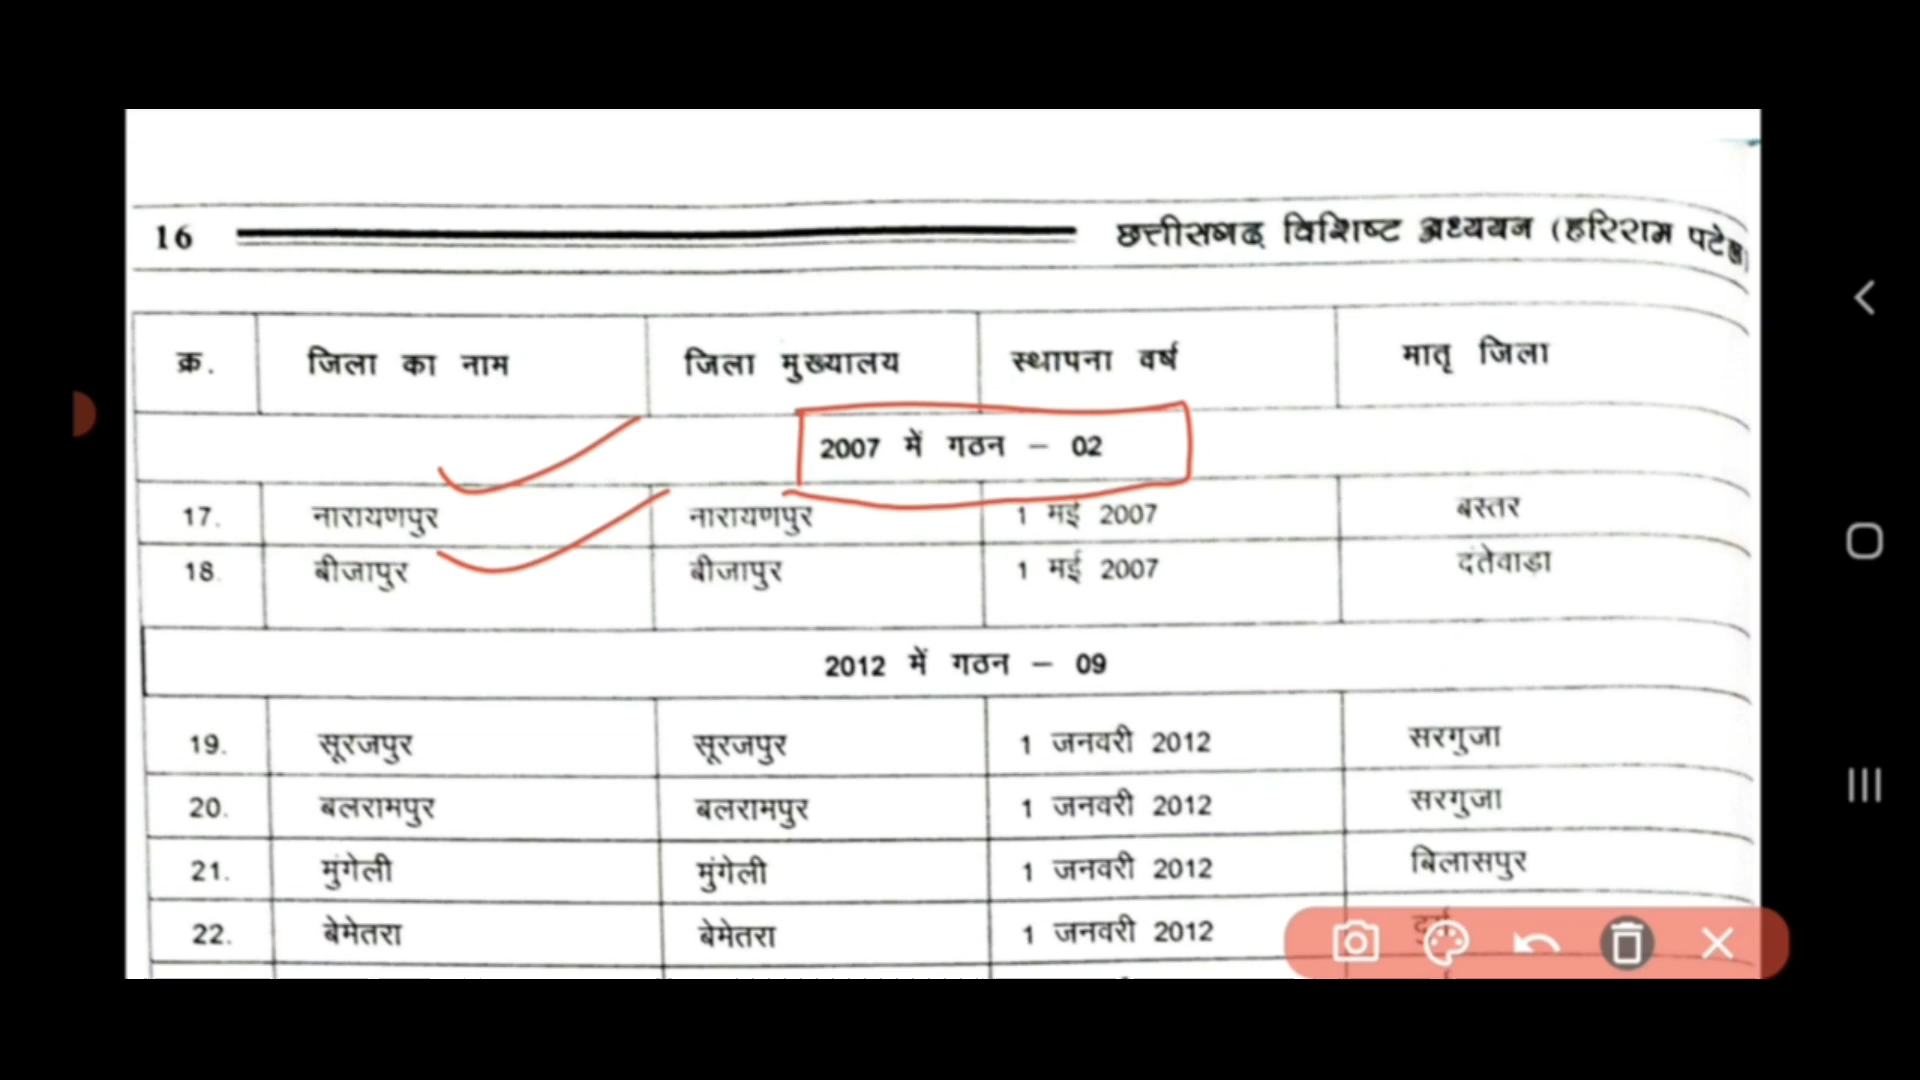 16 छत्तीसगढ़ विशिष्ट अध्ययन (हरिराम पटेल)
क्र. जिला का नाम जिला मुख्यालय स्थापना वर्ष मातृ जिला
2007 में गठन – 02
17. नारायणपुर नारायणपुर 1 मई 2007 बस्तर
18. बीजापुर बीजापुर 1 मई 2007 दंतेवाड़ा
2012 में गठन – 09
19. सूरजपुर सूरजपुर 1 जनवरी 2012 सरगुजा
20. बलरामपुर बलरामपुर 1 जनवरी 2012 सरगुजा
21. मुंगेली मुंगेली 1 जनवरी 2012 बिलासपुर
22. बेमेतरा बेमेतरा 1 जनवरी 2012